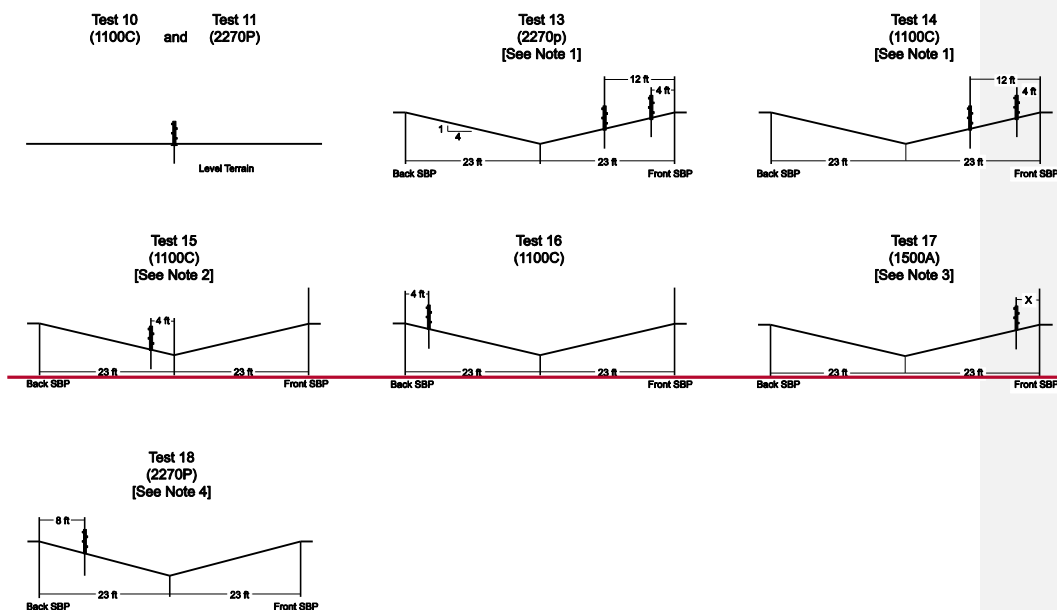 Test 10 Test 11
(1100C) and (2270P)
Level Terrain
Test 13
(2270p)
[See Note 1]
12 ft
4 ft
1
4
23 ft 23 ft
Back SBP Front SBP
Test 14
(1100C)
[See Note 1]
12 ft
4 ft
23 ft 23 ft
Back SBP Front SBP
Test 15
(1100C)
[See Note 2]
4 ft
23 ft 23 ft
Back SBP Front SBP
Test 16
(1100C)
4 ft
23 ft 23 ft
Back SBP Front SBP
Test 17
(1500A)
[See Note 3]
X
23 ft 23 ft
Back SBP Front SBP
Test 18
(2270P)
[See Note 4]
8 ft
23 ft 23 ft
Back SBP Front SBP